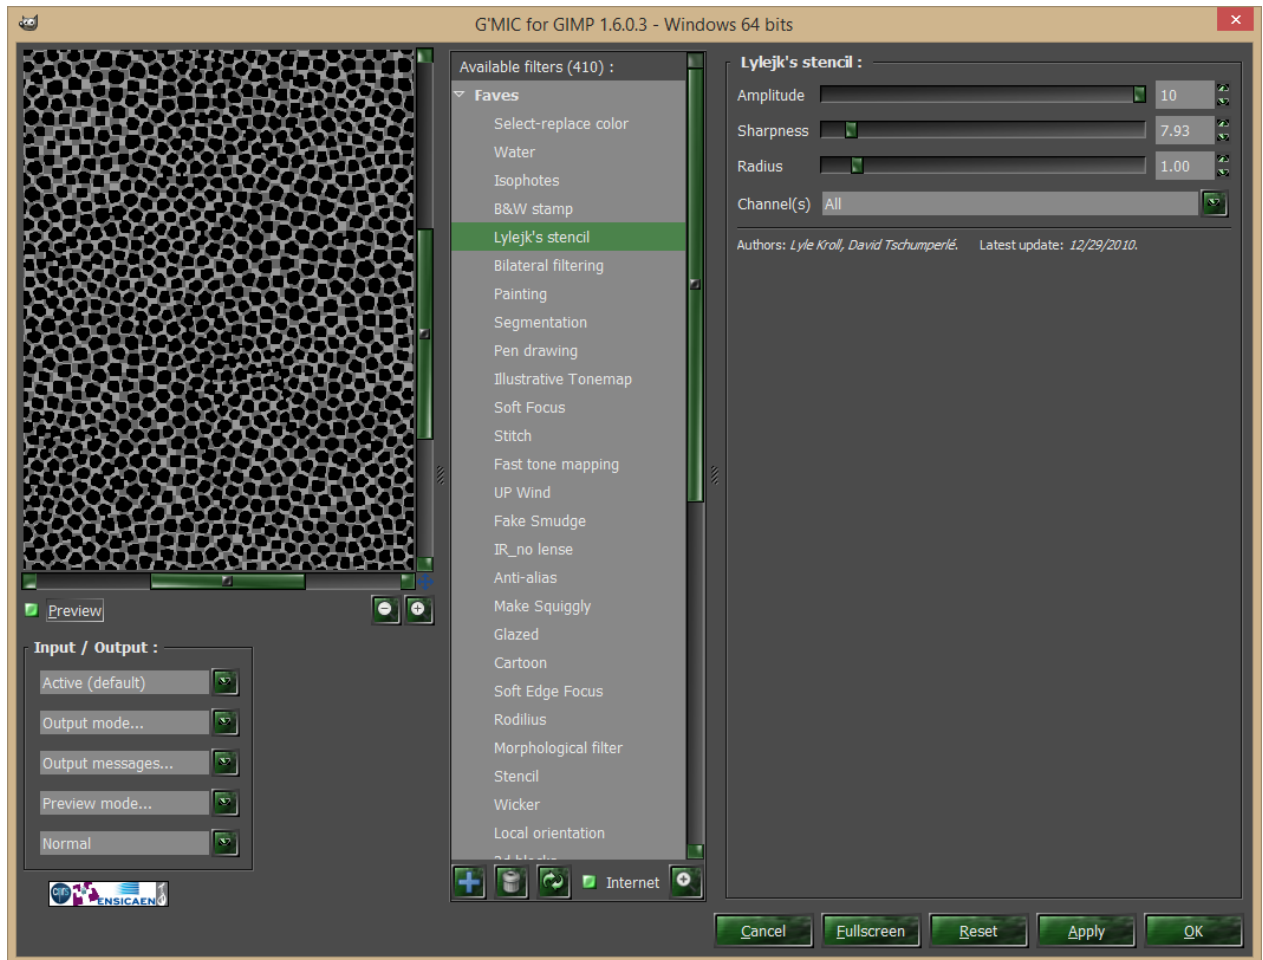 G'MIC for GIMP 1.6.0.3 - Windows 64 bits
Preview
Input / Output :
Active (default)
Output mode...
Output messages...
Preview mode...
Normal
cnrs
ENSICAEN
Available filters (410) :
Faves
Select-replace color
Water
Isophotes
B&W stamp
Lylejk's stencil
Bilateral filtering
Painting
Segmentation
Pen drawing
Illustrative Tonemap
Soft Focus
Stitch
Fast tone mapping
UP Wind
Fake Smudge
IR_no lense
Anti-alias
Make Squiggly
Glazed
Cartoon
Soft Edge Focus
Rodilius
Morphological filter
Stencil
Wicker
Local orientation
3d blocks
Internet
Lylejk's stencil :
Amplitude 10
Sharpness 7.93
Radius 1.00
Channel(s) All
Authors: Lyle Kroll, David Tschumperlé. Latest update: 12/29/2010.
Cancel Fullscreen Reset Apply OK